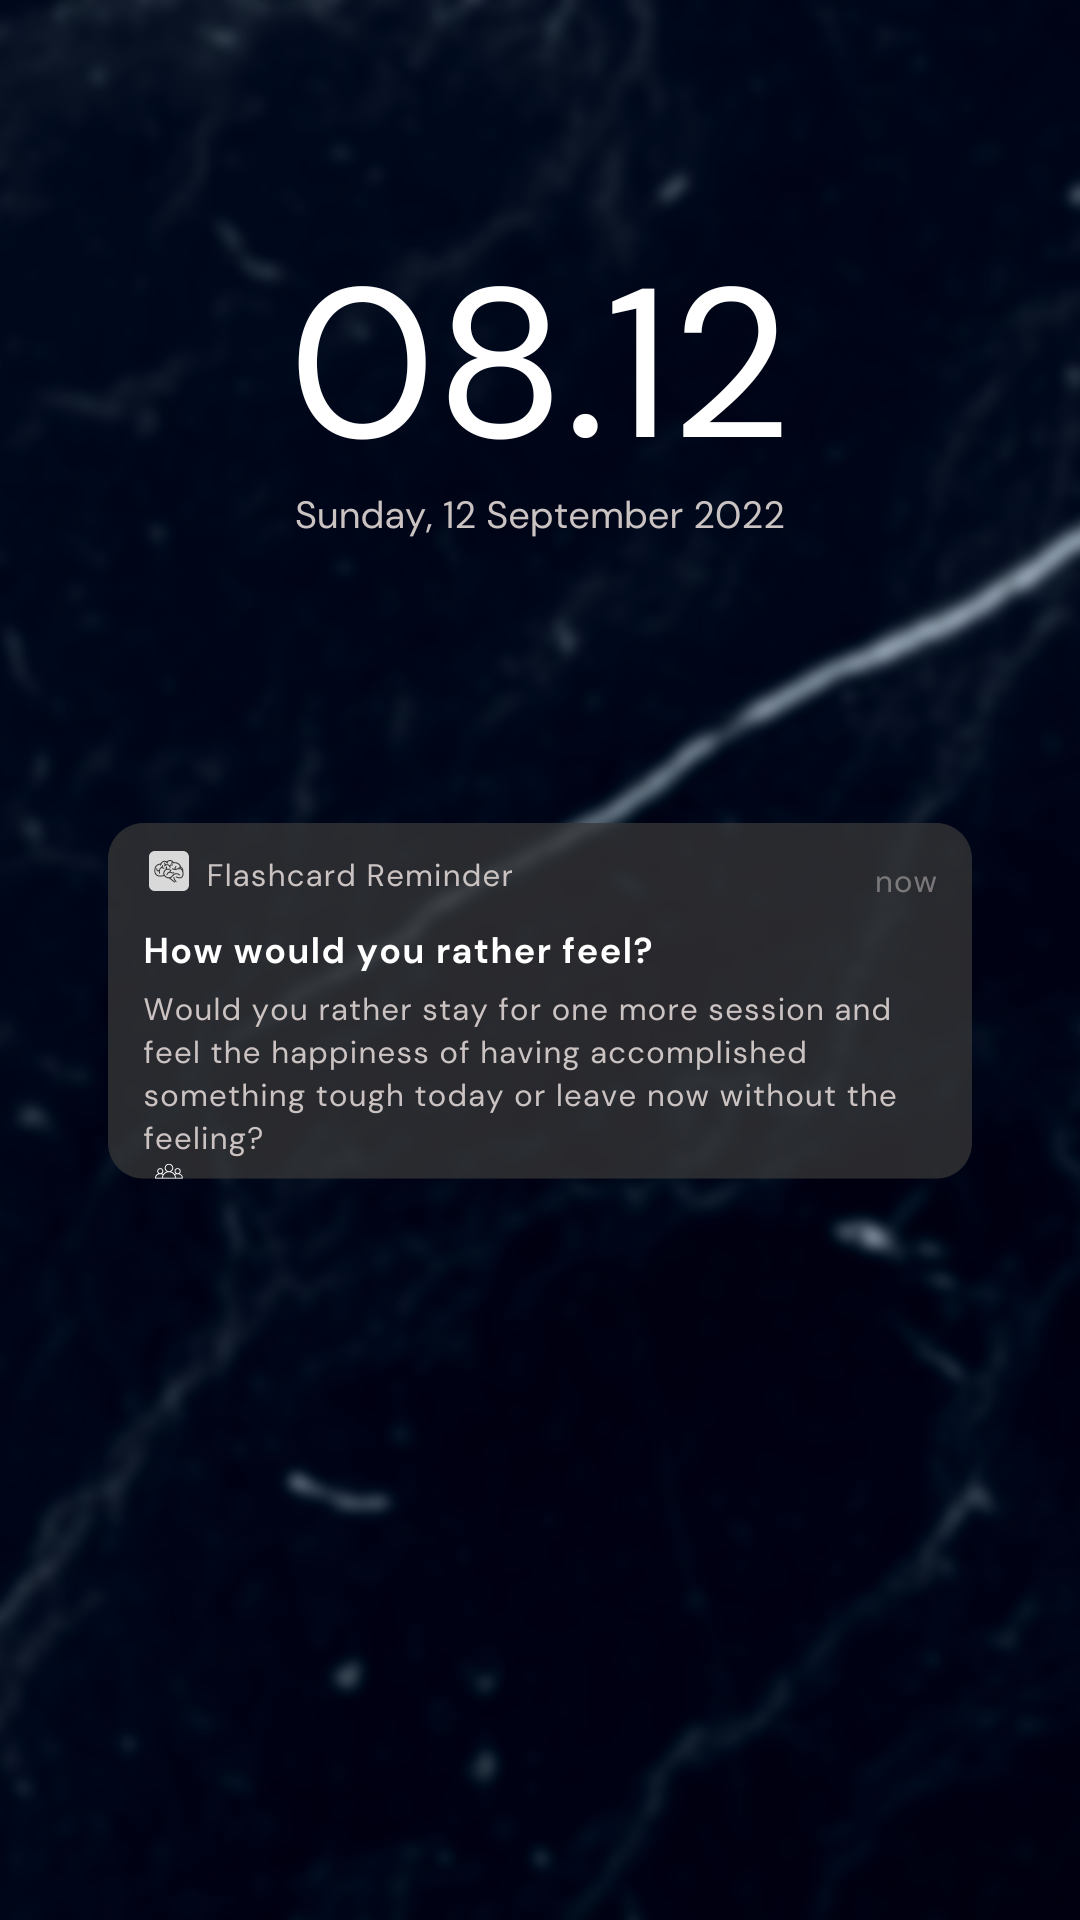 08.12
Sunday, 12 September 2022
Flashcard Reminder
now
How would you rather feel?
Would you rather stay for one more session and
feel the happiness of having accomplished
something tough today or leave now without the
feeling?